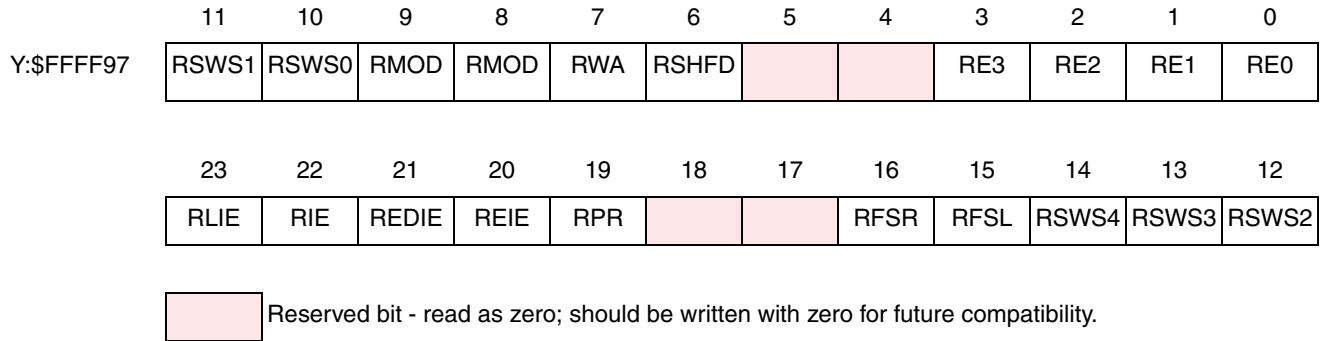 11 10 9 8 7 6 5 4 3 2 1 0
Y:$FFFF97 RSWS1 RSWS0 RMOD RMOD RWA RSHFD RE3 RE2 RE1 RE0
23 22 21 20 19 18 17 16 15 14 13 12
RLIE RIE REDIE REIE RPR RFSR RFSL RSWS4 RSWS3 RSWS2
Reserved bit - read as zero; should be written with zero for future compatibility.